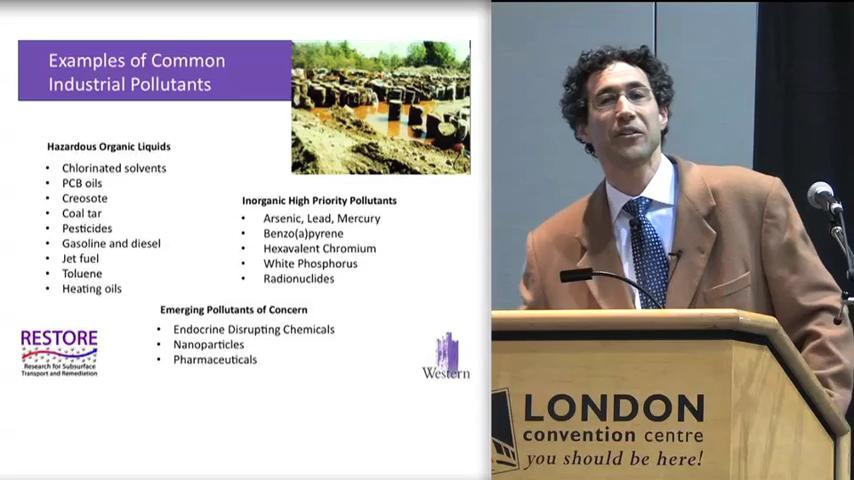 Examples of Common
Industrial Pollutants
Hazardous Organic Liquids
• Chlorinated solvents
• PCB oils
• Creosote
• Coal tar
• Pesticides
• Gasoline and diesel
• Jet fuel
• Toluene
• Heating oils
Inorganic High Priority Pollutants
• Arsenic, Lead, Mercury
• Benzo(a)pyrene
• Hexavalent Chromium
• White Phosphorus
• Radionuclides
Emerging Pollutants of Concern
• Endocrine Disrupting Chemicals
• Nanoparticles
• Pharmaceuticals
RESTORE
Research for Subsurface
Transport and Remediation
Western
LONDON
convention centre
you should be here!